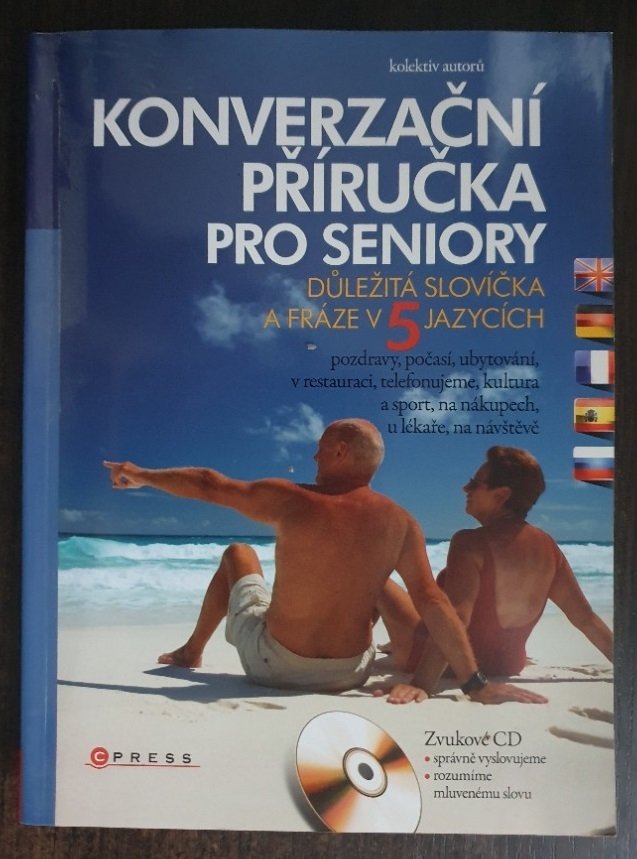 kolektiv autorů
KONVERZAČNÍ
PŘÍRUČKA
PRO SENIORY
DŮLEŽITÁ SLOVÍČKA
A FRÁZE V 5 JAZYCÍCH
pozdravy, počasí, ubytování,
v restauraci, telefonujeme, kultura
a sport, na nákupech,
u lékaře, na návštěvě
CPRESS
Zvukové CD
• správně vyslovujeme
• rozumíme
mluvenému slovu